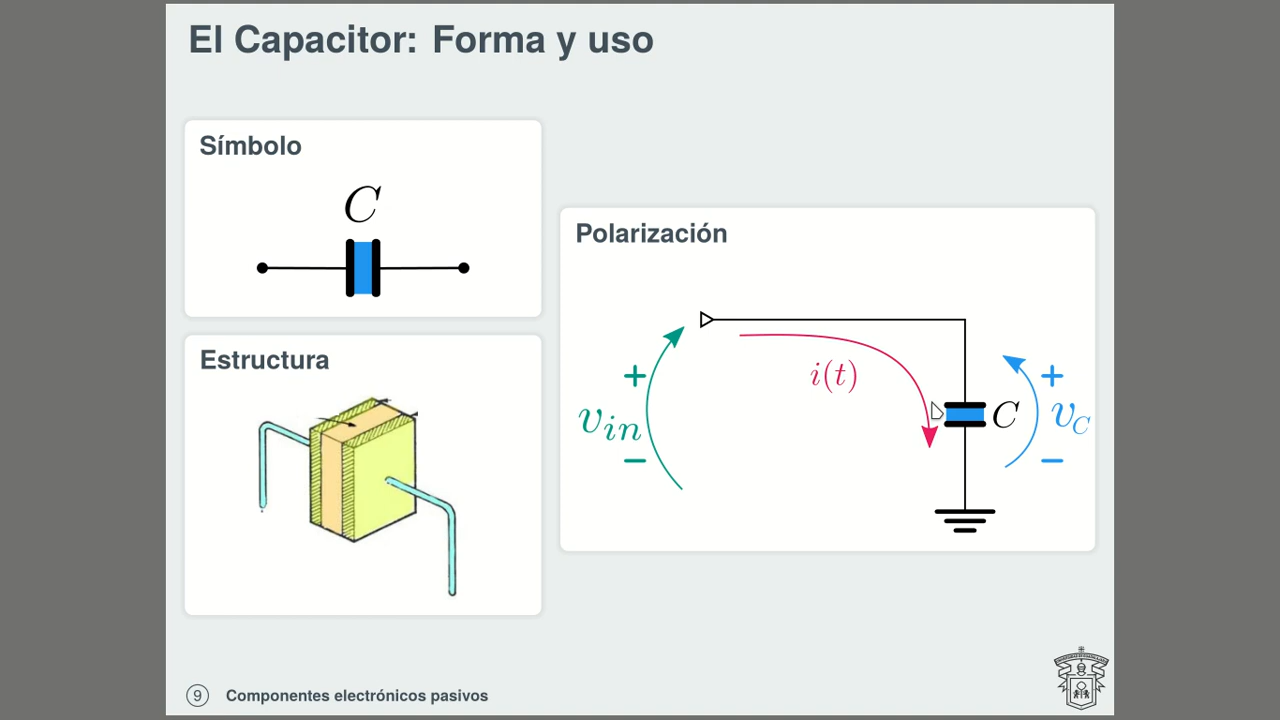 El Capacitor: Forma y uso
Símbolo
C
Estructura
Polarización
+
v_in
−
i(t)
C
+
v_C
−
9 Componentes electrónicos pasivos